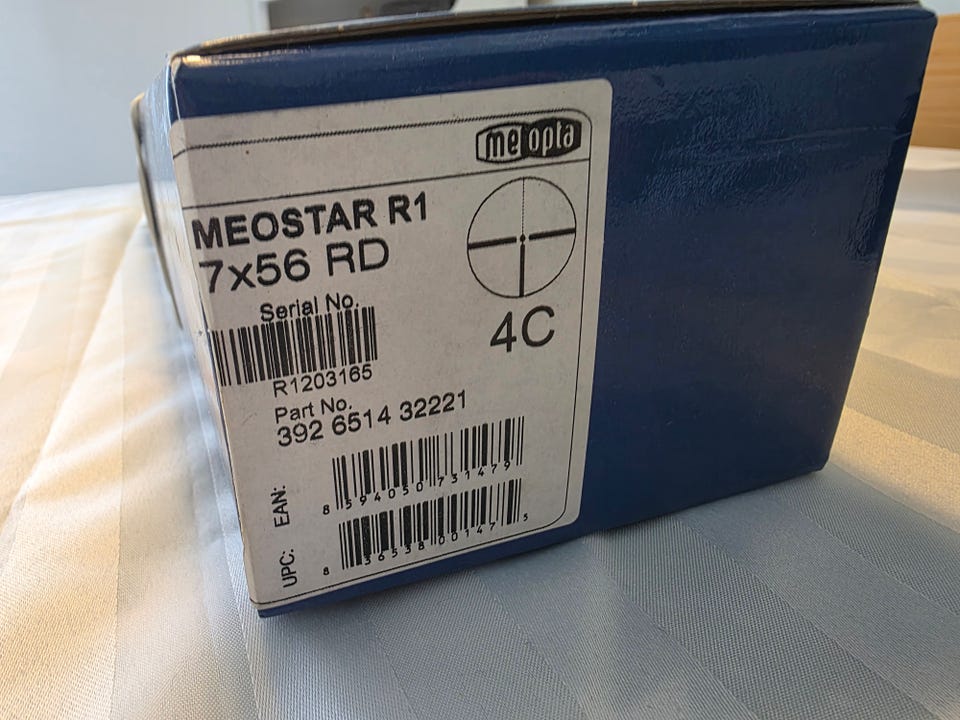 meopta
MEOSTAR R1
7x56 RD
Serial No.
R1203165
4C
Part No.
392 6514 32221
EAN:
8 594050 731479
UPC:
8 36538 00147 5